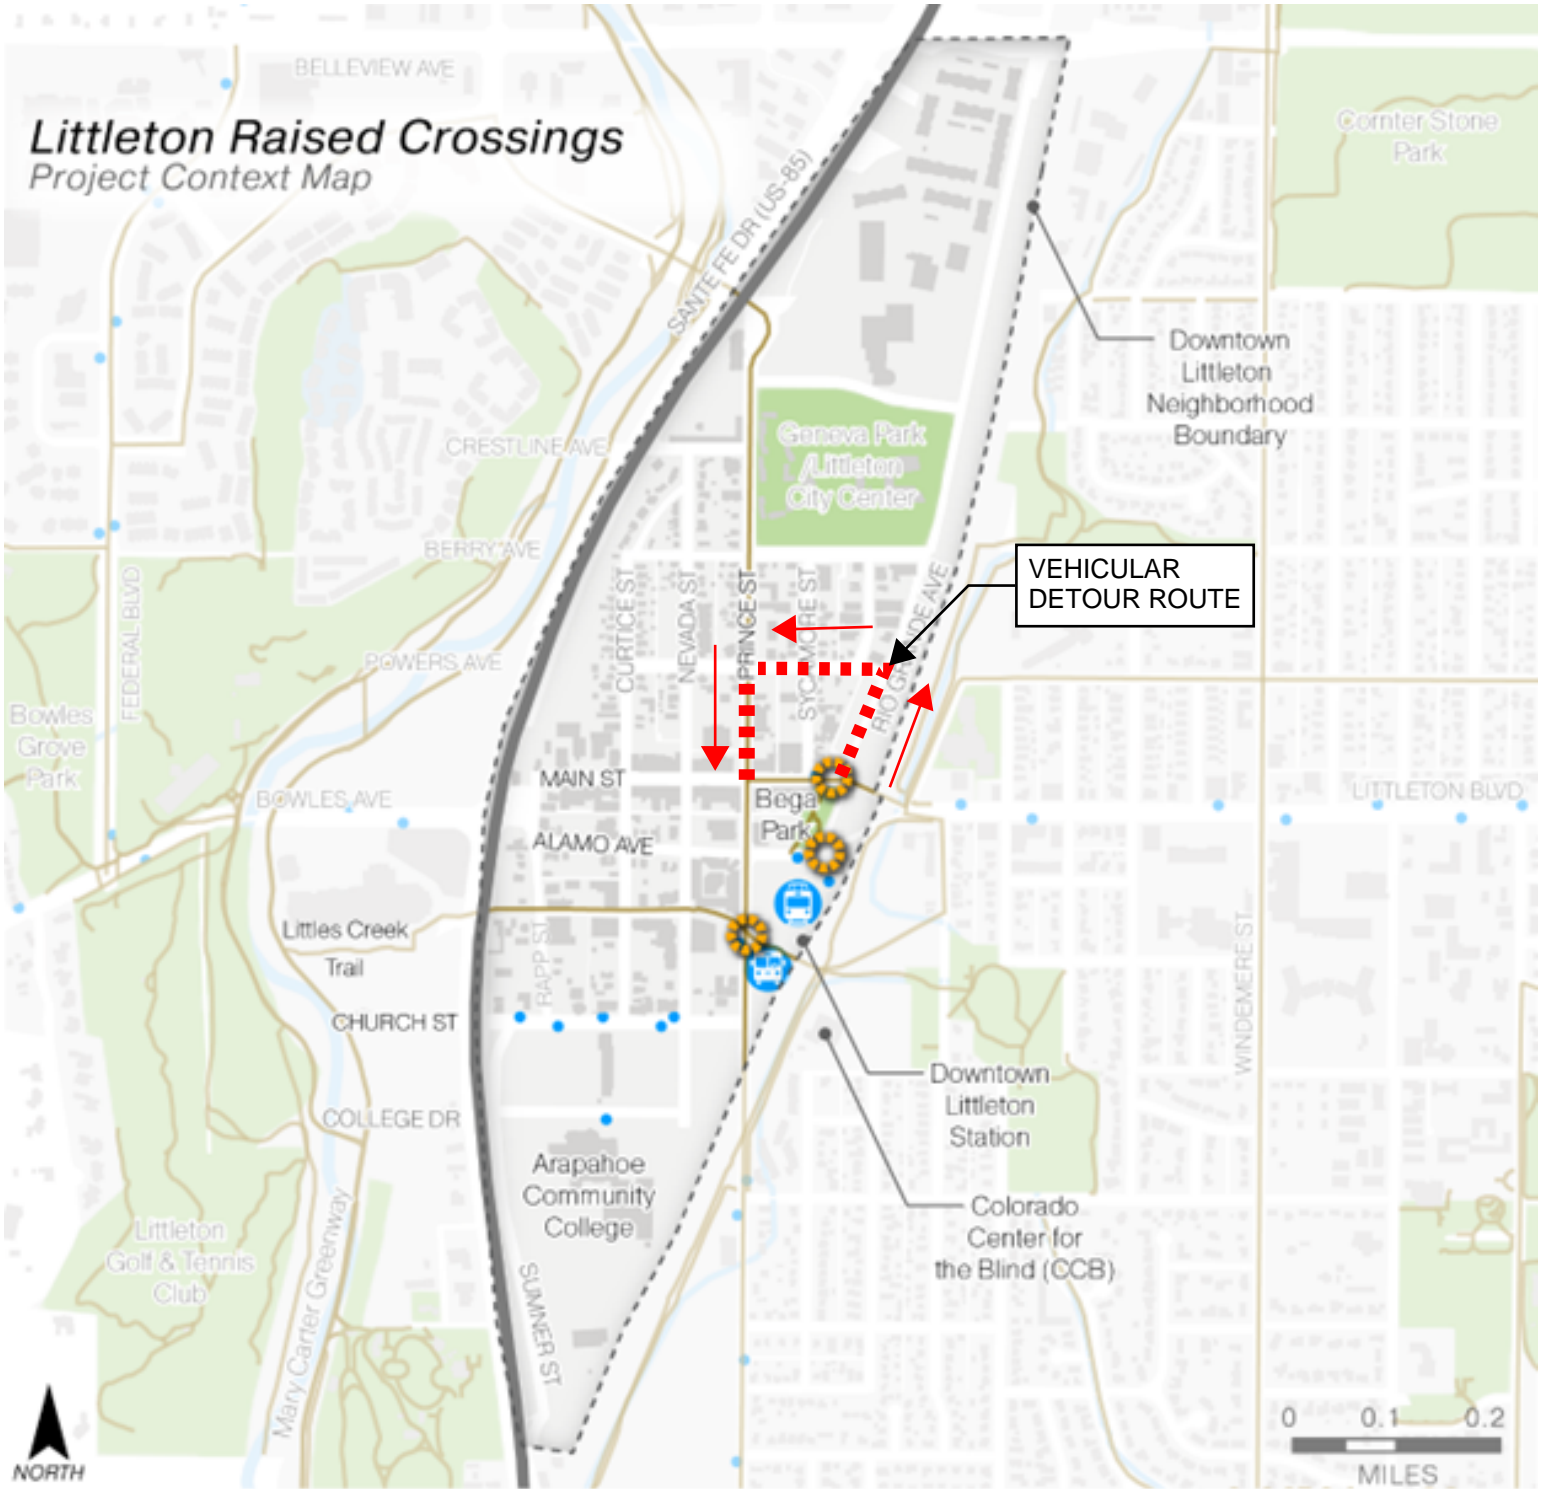 BELLEVIEW AVE
Littleton Raised Crossings
Project Context Map
Cornter Stone
Park
SANTE FE DR (US-85)
Downtown
Littleton
Neighborhood
Boundary
CRESTLINE AVE
Geneva Park
/Littleton
City Center
BERRY AVE
VEHICULAR
DETOUR ROUTE
FEDERAL BLVD
CURTICE ST
NEVADA ST
PRINCE ST
SYCAMORE ST
RIO GRANDE AVE
POWERS AVE
Bowles
Grove
Park
MAIN ST
BOWLES AVE
Bega
Park
LITTLETON BLVD
ALAMO AVE
Littles Creek
Trail
RAPP ST
WINDEMERE ST
CHURCH ST
Downtown
Littleton
Station
COLLEGE DR
Arapahoe
Community
College
Colorado
Center for
the Blind (CCB)
Littleton
Golf & Tennis
Club
Mary Carter Greenway
SUMNER ST
NORTH
0 0.1 0.2
MILES